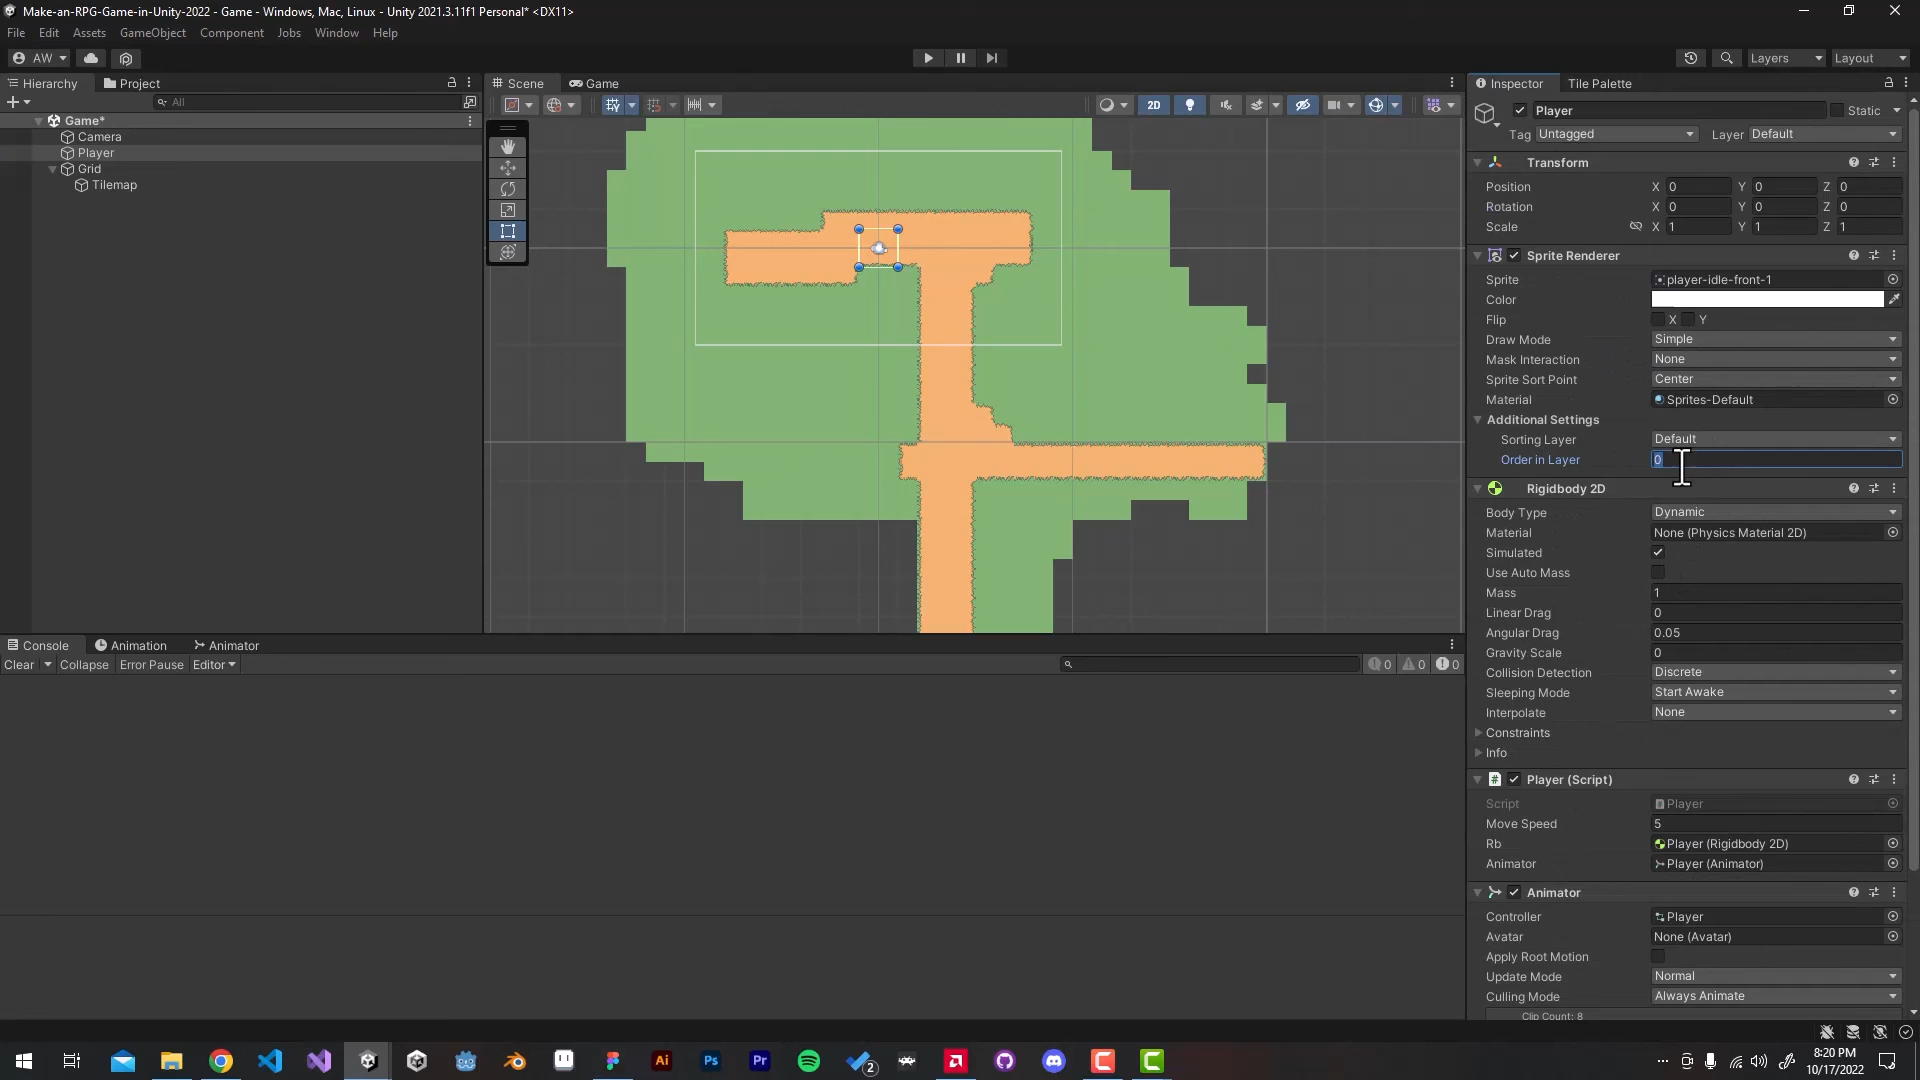 Make-an-RPG-Game-in-Unity-2022 - Game - Windows, Mac, Linux - Unity 2021.3.11f1 Personal* <DX11>
File Edit Assets GameObject Component Jobs Window Help
AW Layers Layout
Hierarchy Project Scene Game Inspector Tile Palette
All 2D
Player Static
Game*
Camera
Player
Grid
Tilemap
Tag Untagged Layer Default
Transform
Position X 0 Y 0 Z 0
Rotation X 0 Y 0 Z 0
Scale X 1 Y 1 Z 1
Sprite Renderer
Sprite player-idle-front-1
Color
Flip X Y
Draw Mode Simple
Mask Interaction None
Sprite Sort Point Center
Material Sprites-Default
Additional Settings
Sorting Layer Default
Order in Layer 0
Rigidbody 2D
Body Type Dynamic
Material None (Physics Material 2D)
Simulated
Use Auto Mass
Mass 1
Linear Drag 0
Angular Drag 0.05
Gravity Scale 0
Collision Detection Discrete
Sleeping Mode Start Awake
Interpolate None
Constraints
Info
Player (Script)
Script Player
Move Speed 5
Rb Player (Rigidbody 2D)
Animator Player (Animator)
Animator
Controller Player
Avatar None (Avatar)
Apply Root Motion
Update Mode Normal
Culling Mode Always Animate
Clip Count: 8
Console Animation Animator
Clear Collapse Error Pause Editor 0 0 0
Ai Ps Pr 2
8:20 PM
10/17/2022